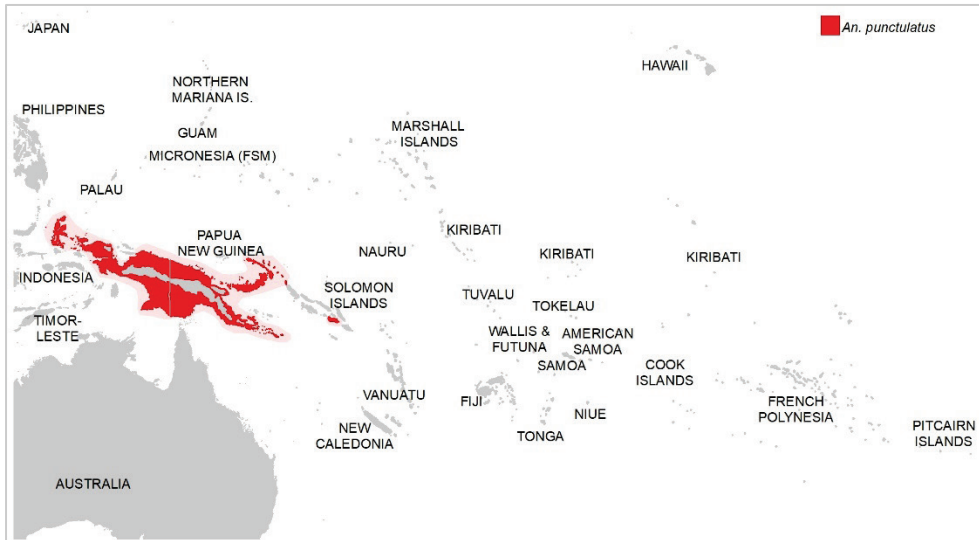 JAPAN
An. punctulatus
HAWAII
NORTHERN
MARIANA IS.
PHILIPPINES
GUAM
MARSHALL
ISLANDS
MICRONESIA (FSM)
PALAU
KIRIBATI
PAPUA
NEW GUINEA
NAURU
KIRIBATI
KIRIBATI
INDONESIA
SOLOMON
ISLANDS
TUVALU
TOKELAU
TIMOR-
LESTE
WALLIS &
FUTUNA
AMERICAN
SAMOA
SAMOA
COOK
ISLANDS
VANUATU
FIJI
FRENCH
POLYNESIA
NIUE
NEW
CALEDONIA
TONGA
PITCAIRN
ISLANDS
AUSTRALIA